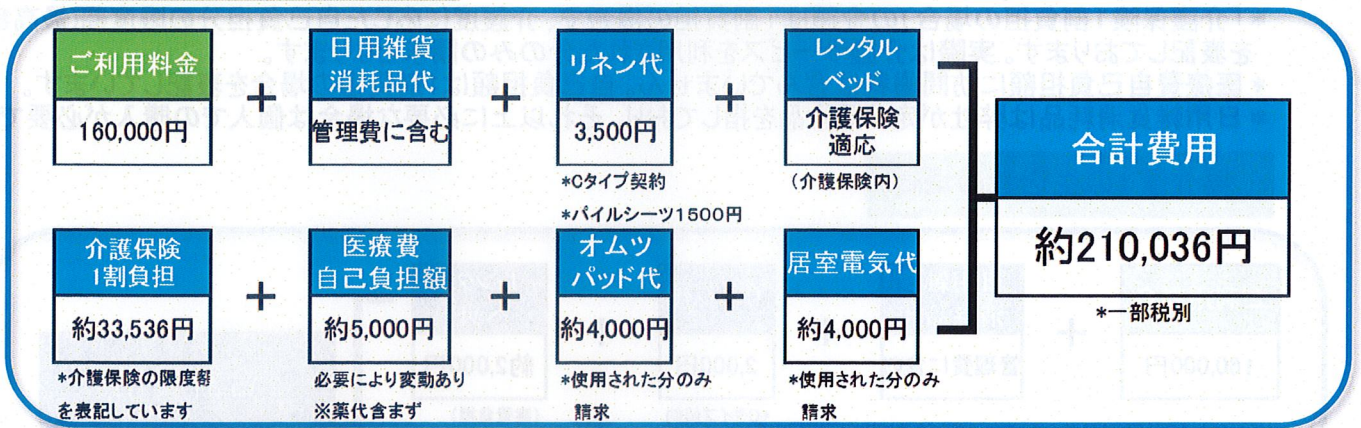 ご利用料金
160,000円
+
日用雑貨
消耗品代
管理費に含む
+
リネン代
3,500円
*Cタイプ契約
*パイルシーツ1500円
+
レンタル
ベッド
介護保険
適応
(介護保険内)
介護保険
1割負担
約33,536円
*介護保険の限度額
を表記しています
+
医療費
自己負担額
約5,000円
必要により変動あり
※薬代含まず
+
オムツ
パッド代
約4,000円
*使用された分のみ
請求
+
居室電気代
約4,000円
*使用された分のみ
請求
合計費用
約210,036円
*一部税別